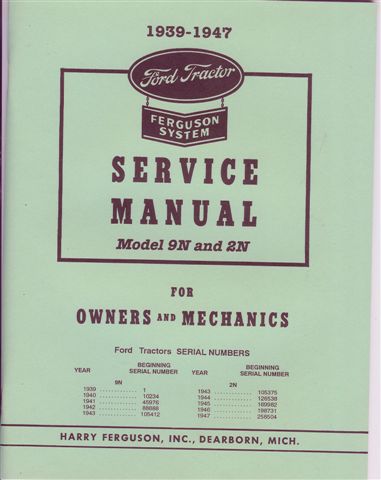 1939-1947
Ford Tractor
FERGUSON
SYSTEM
SERVICE
MANUAL
Model 9N and 2N
FOR
OWNERS AND MECHANICS
Ford Tractors SERIAL NUMBERS
YEAR BEGINNING SERIAL NUMBER YEAR BEGINNING SERIAL NUMBER
9N 2N
1939 ............ 1 1943 ............ 105375
1940 ............ 10234 1944 ............ 126538
1941 ............ 45976 1945 ............ 169982
1942 ............ 88888 1946 ............ 198731
1943 ............ 105412 1947 ............ 258504
HARRY FERGUSON, INC., DEARBORN, MICH.